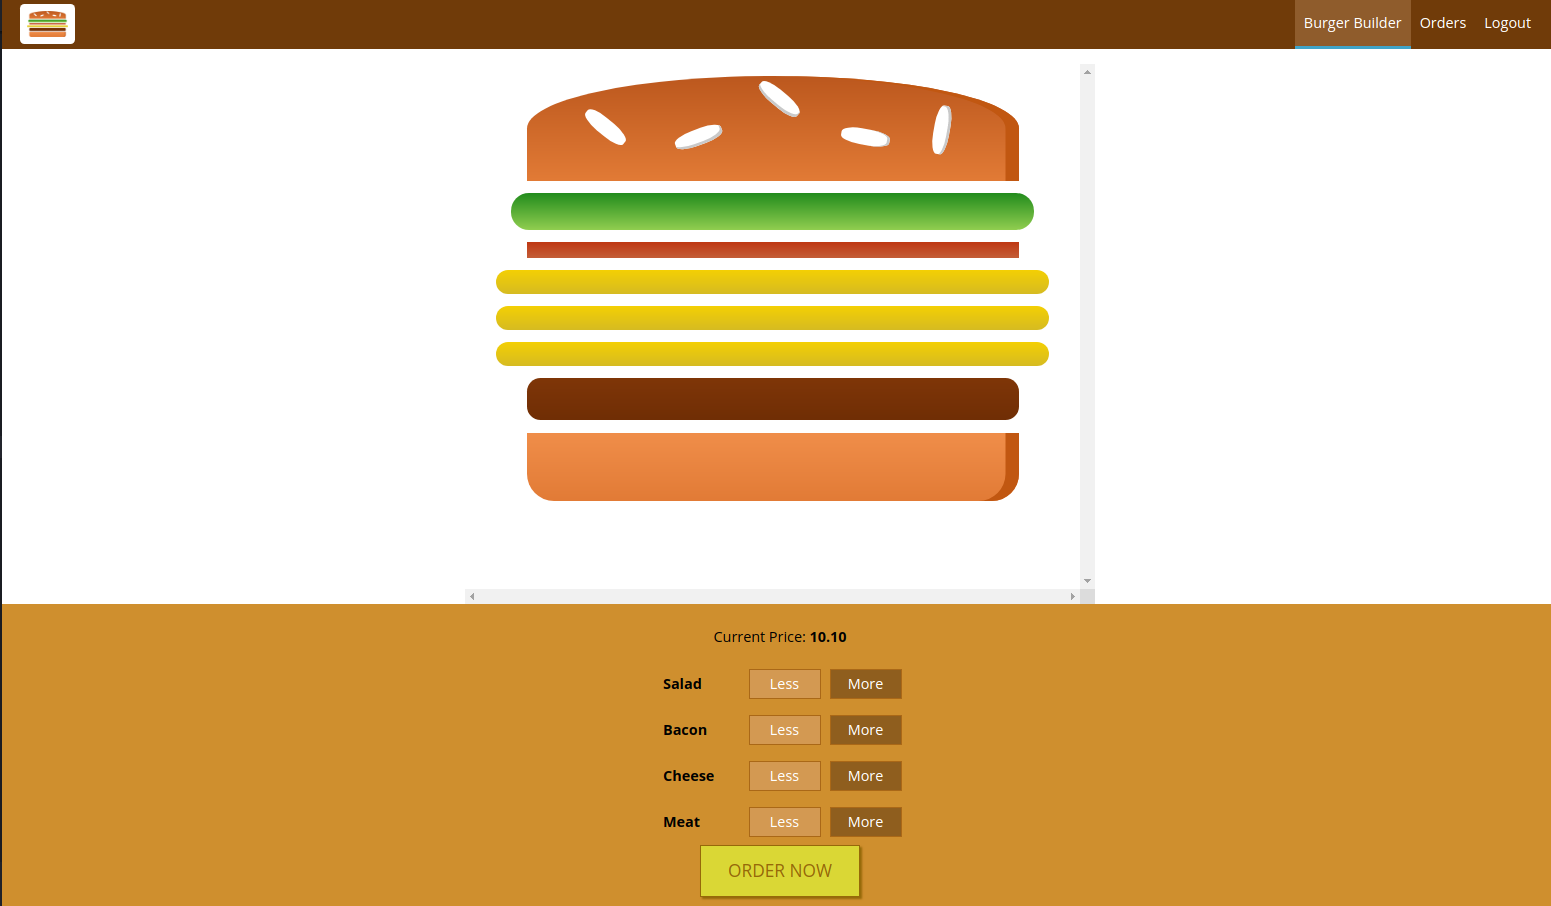 Burger Builder Orders Logout
Current Price: 10.10
Salad Less More
Bacon Less More
Cheese Less More
Meat Less More
ORDER NOW